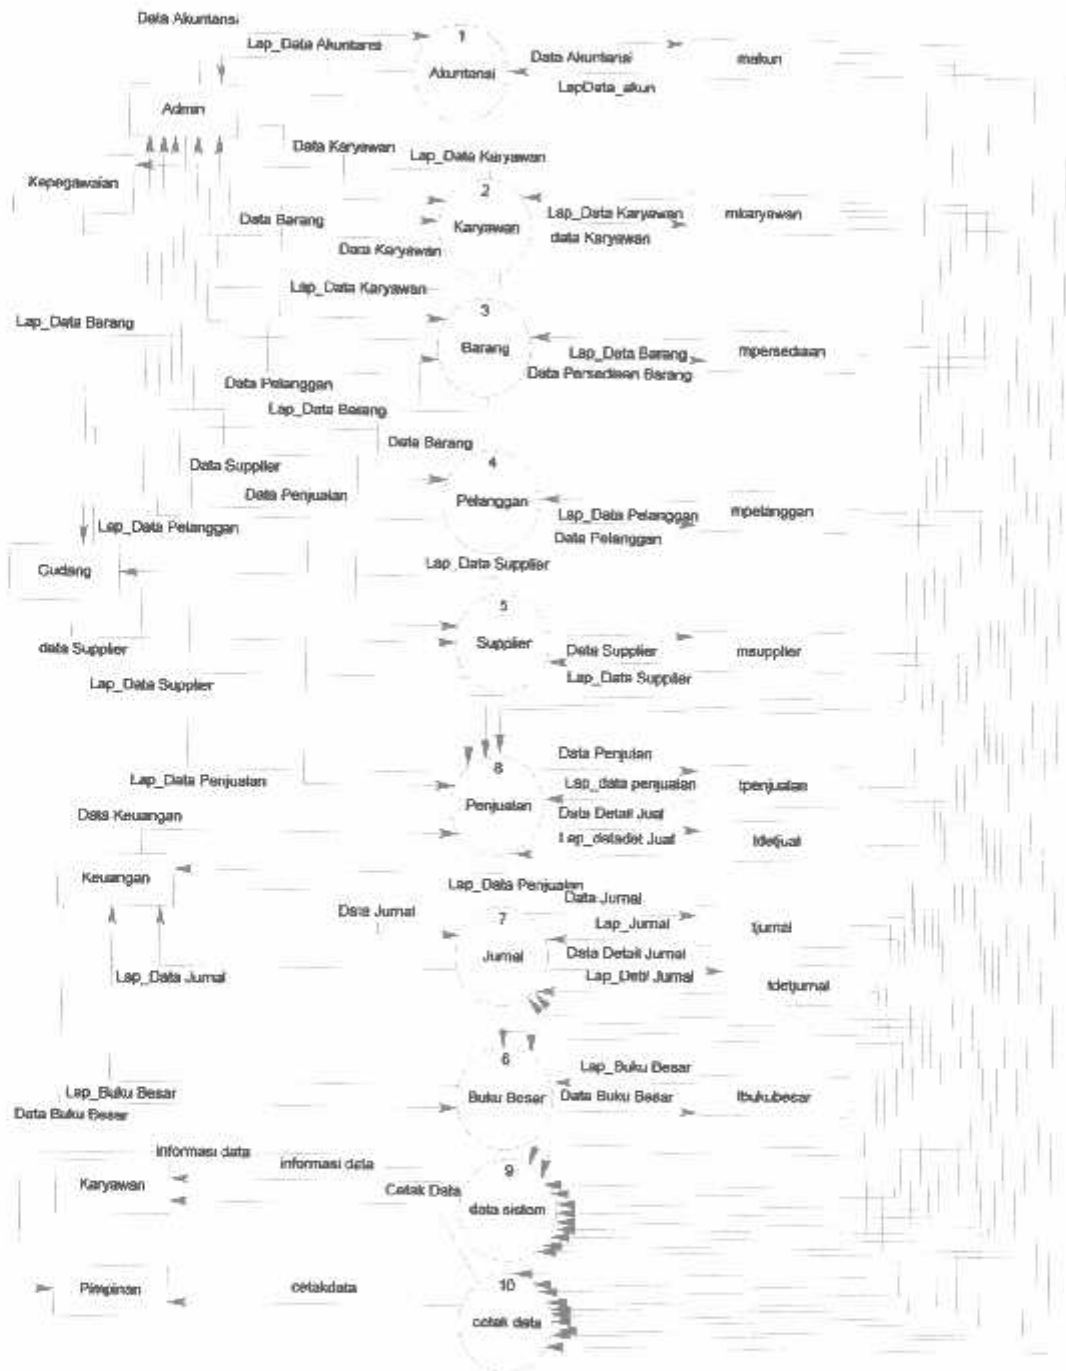 Data Akuntansi
Lap_Data Akuntansi
1
Akuntansi
Data Akuntansi
LapData_akun
makun
Admin
Data Karyawan
Lap_Data Karyawan
Kepegawaian
2
Karyawan
Lap_Data Karyawan
data Karyawan
mkaryawan
Data Barang
Data Karyawan
Lap_Data Karyawan
3
Barang
Lap_Data Barang
Data Persediaan Barang
mpersediaan
Lap_Data Barang
Data Pelanggan
Lap_Data Barang
Data Barang
Data Supplier
Data Penjualan
4
Pelanggan
Lap_Data Pelanggan
Data Pelanggan
mpelanggan
Lap_Data Pelanggan
Gudang
Lap_Data Supplier
5
Supplier
Data Supplier
Lap_Data Supplier
msupplier
data Supplier
Lap_Data Supplier
8
Penjualan
Data Penjulan
Lap_data penjualan
Data Detail Jual
Lap_datadet Jual
tpenjualan
tdetjual
Lap_Data Penjualan
Data Keuangan
Keuangan
Lap_Data Penjualan
Data Jurnal
7
Jurnal
Data Jurnal
Lap_Jurnal
Data Detail Jurnal
Lap_Detl Jurnal
tjurnal
tdetjurnal
Lap_Data Jurnal
6
Buku Besar
Lap_Buku Besar
Data Buku Besar
tbukubesar
Lap_Buku Besar
Data Buku Besar
informasi data
informasi data
Karyawan
Cetak Data
9
data sistem
Pimpinan
cetakdata
10
cetak data